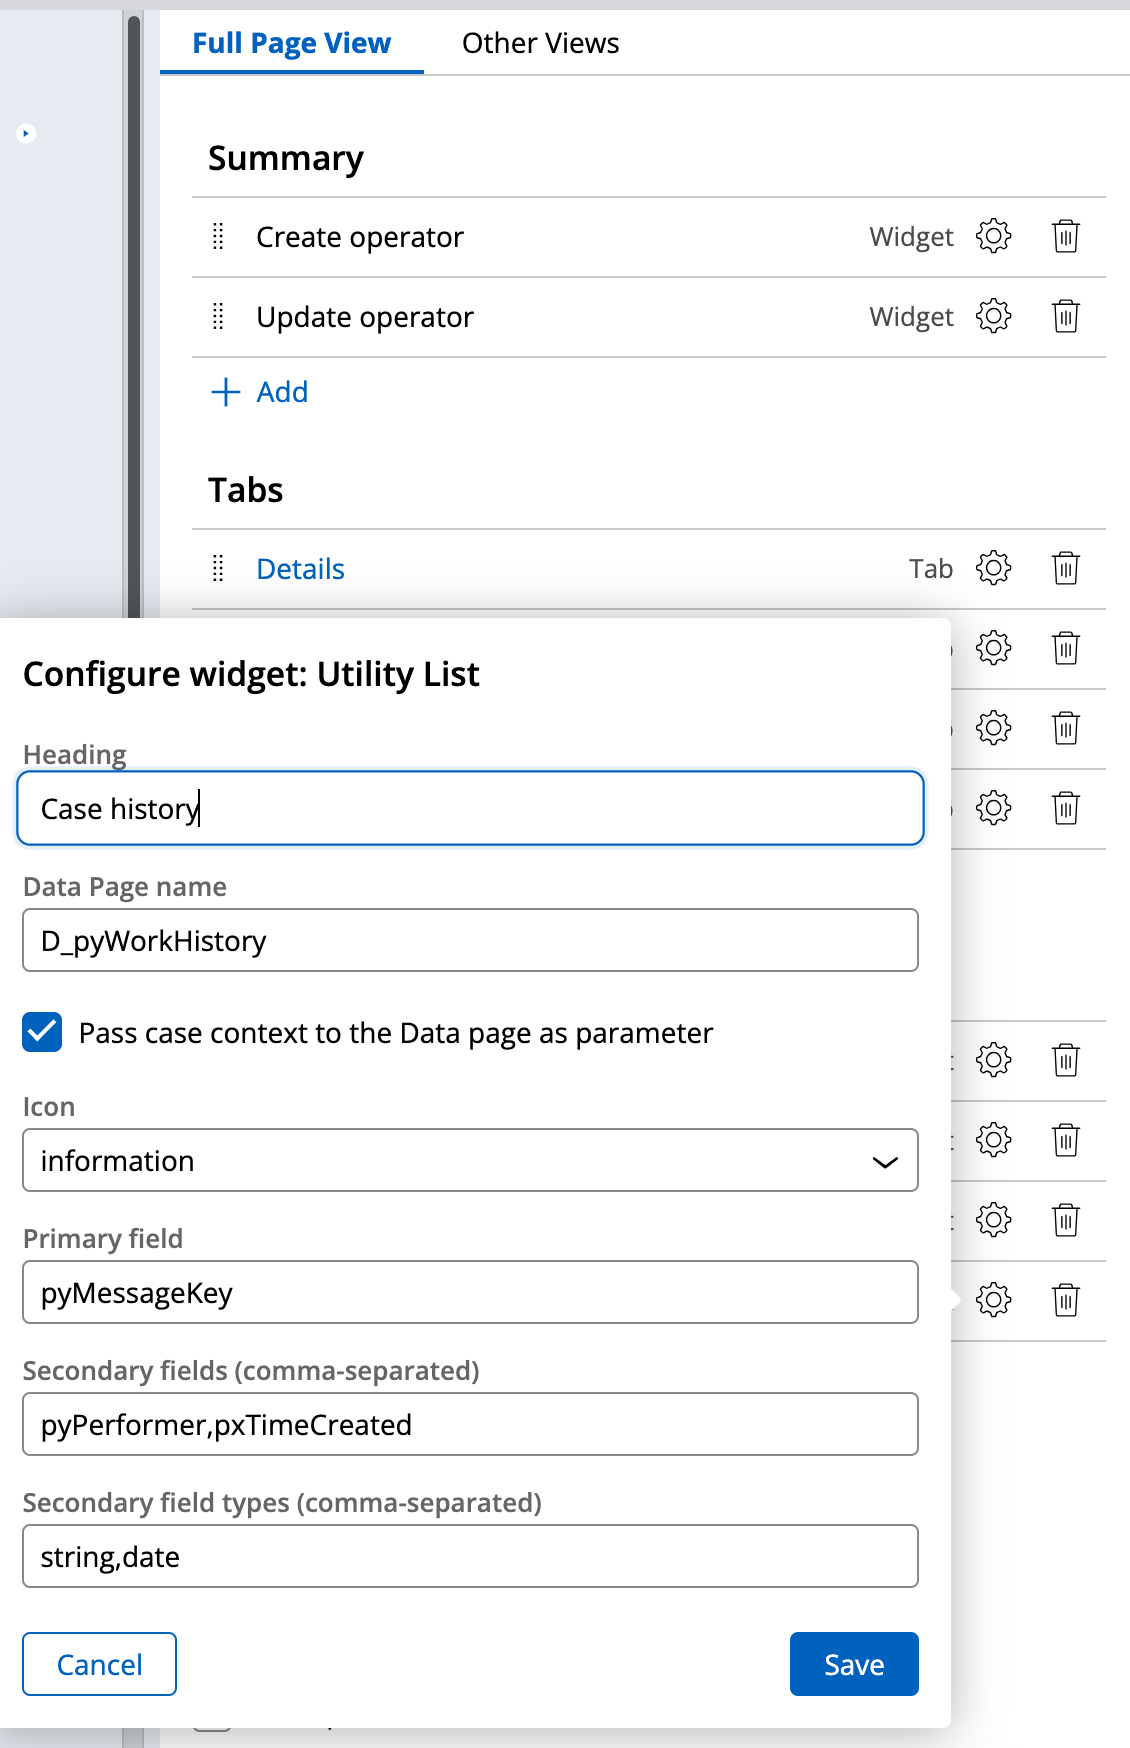 Full Page View Other Views
Summary
Create operator Widget
Update operator Widget
Add
Tabs
Details Tab
Configure widget: Utility List
Heading
Case history
Data Page name
D_pyWorkHistory
Pass case context to the Data page as parameter
Icon
information
Primary field
pyMessageKey
Secondary fields (comma-separated)
pyPerformer,pxTimeCreated
Secondary field types (comma-separated)
string,date
Cancel Save